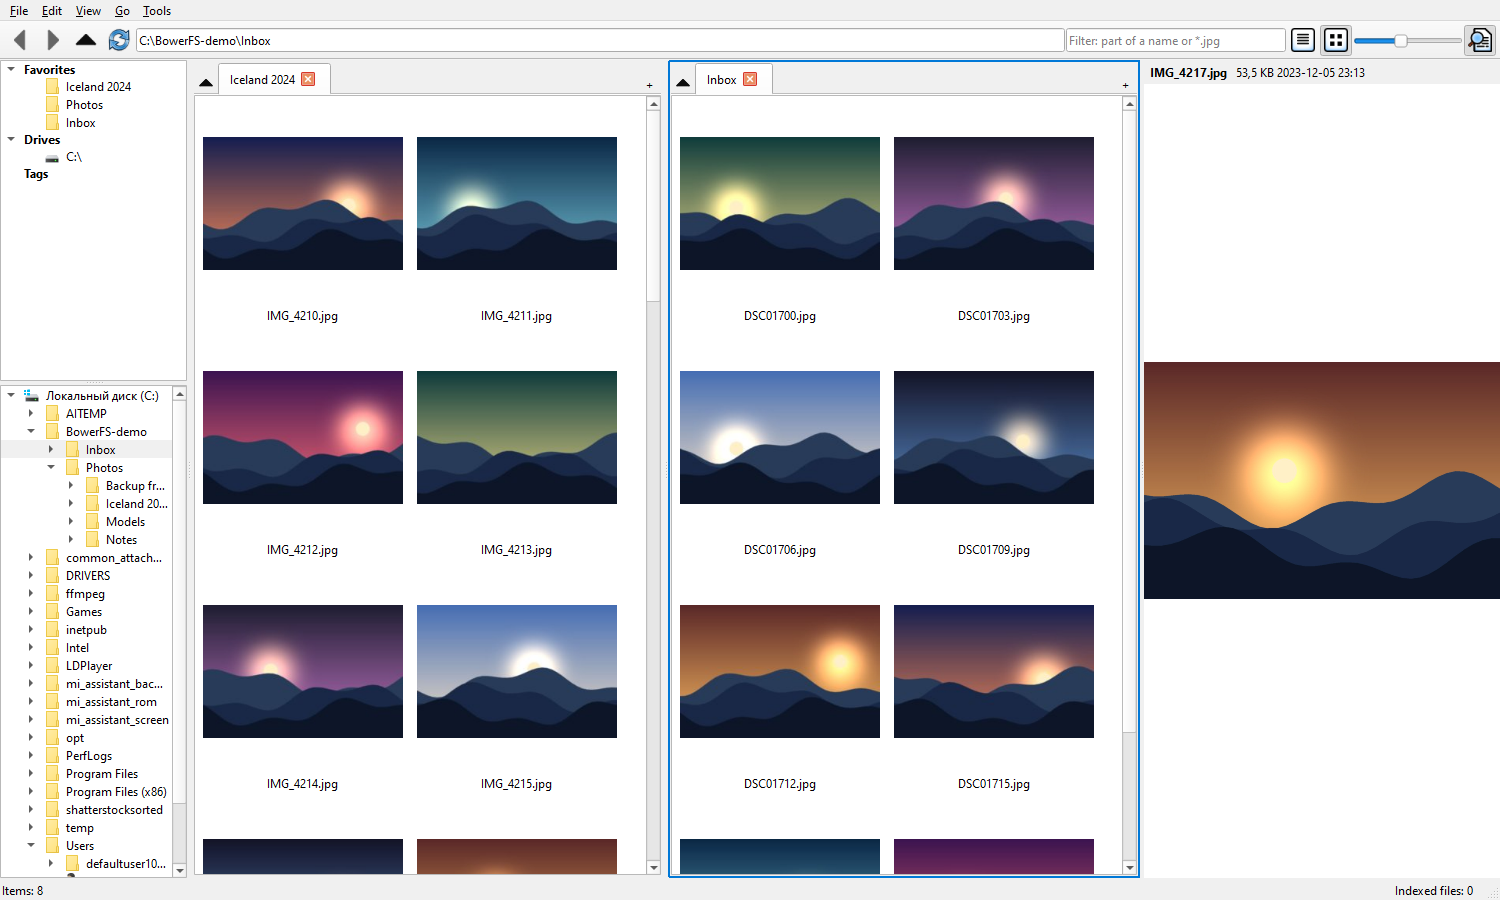 File Edit View Go Tools
C:\BowerFS-demo\Inbox
Filter: part of a name or *.jpg
Favorites
Iceland 2024
Photos
Inbox
Drives
C:\
Tags
Локальный диск (C:)
AITEMP
BowerFS-demo
Inbox
Photos
Backup fr...
Iceland 20...
Models
Notes
common_attach...
DRIVERS
ffmpeg
Games
inetpub
Intel
LDPlayer
mi_assistant_bac...
mi_assistant_rom
mi_assistant_screen
opt
PerfLogs
Program Files
Program Files (x86)
shatterstocksorted
temp
Users
defaultuser10...
Iceland 2024
IMG_4210.jpg IMG_4211.jpg
IMG_4212.jpg IMG_4213.jpg
IMG_4214.jpg IMG_4215.jpg
Inbox
DSC01700.jpg DSC01703.jpg
DSC01706.jpg DSC01709.jpg
DSC01712.jpg DSC01715.jpg
IMG_4217.jpg 53,5 KB 2023-12-05 23:13
Items: 8
Indexed files: 0